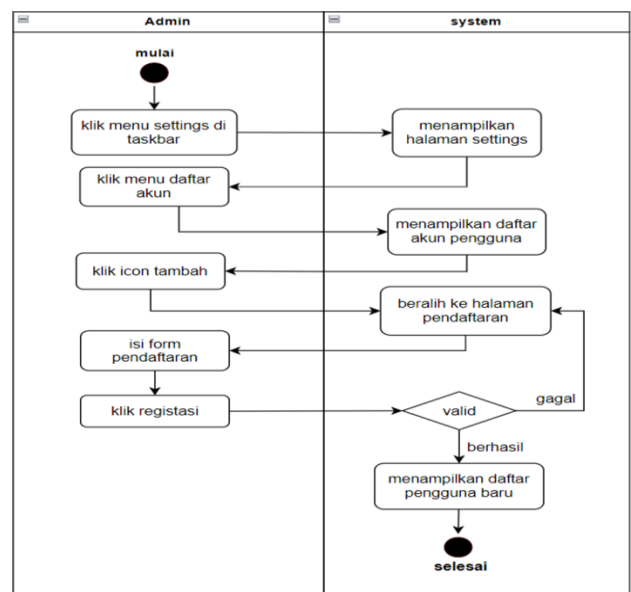 Admin
system
mulai
klik menu settings di
taskbar
menampilkan
halaman settings
klik menu daftar
akun
menampilkan daftar
akun pengguna
klik icon tambah
beralih ke halaman
pendaftaran
isi form
pendaftaran
klik registasi
valid
gagal
berhasil
menampilkan daftar
pengguna baru
selesai